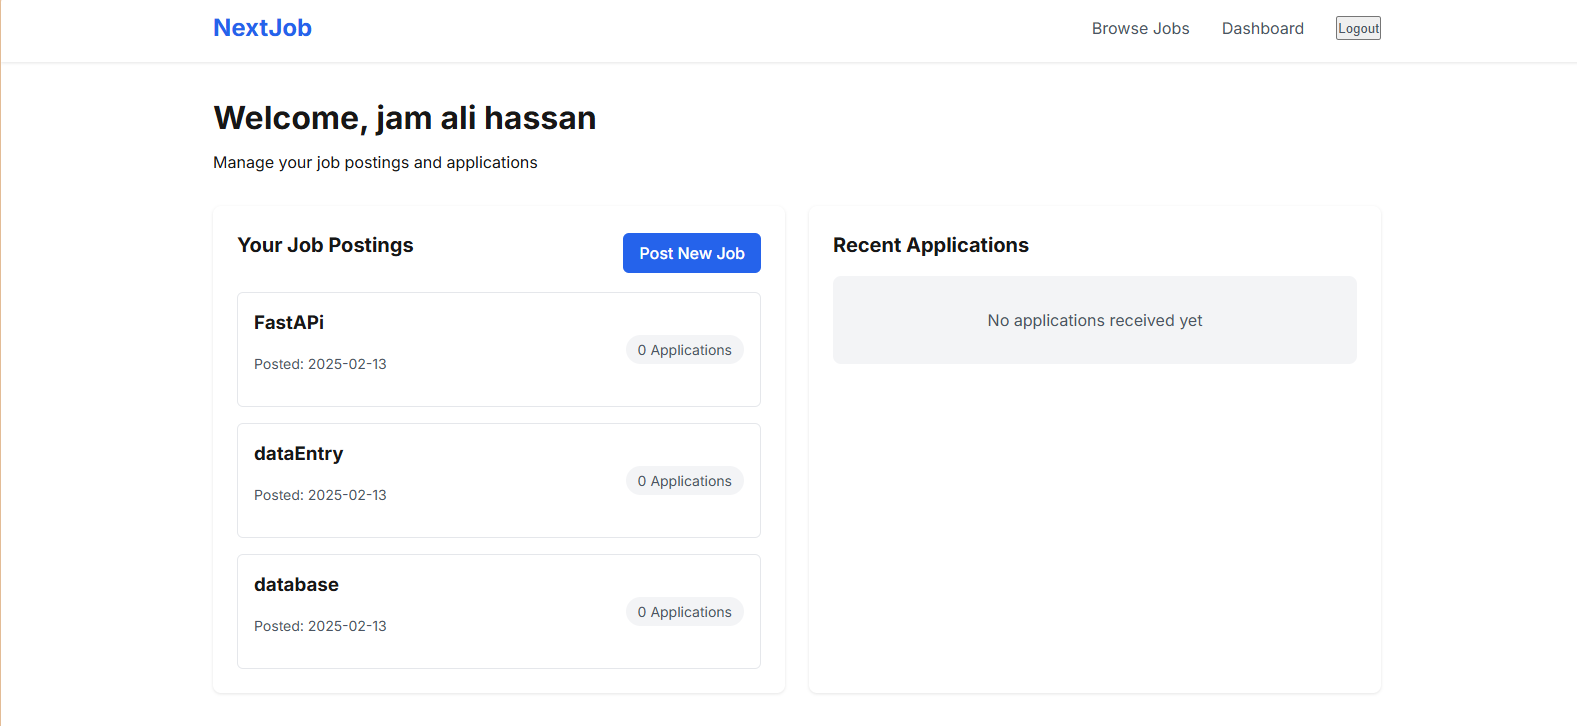 NextJob
Browse Jobs
Dashboard
Logout
Welcome, jam ali hassan
Manage your job postings and applications
Your Job Postings
Post New Job
FastAPi
Posted: 2025-02-13
0 Applications
dataEntry
Posted: 2025-02-13
0 Applications
database
Posted: 2025-02-13
0 Applications
Recent Applications
No applications received yet